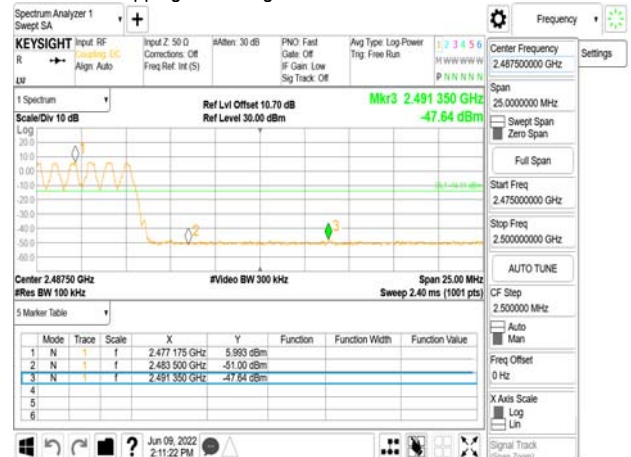 Spectrum Analyzer 1
Swept SA
Frequency
KEYSIGHT Input: RF Input Z: 50 Ω #Atten: 30 dB PNO: Fast Avg Type: Log-Power 1 2 3 4 5 6
R Coupling: DC Corrections: Off Gate: Off Trig: Free Run M W W W W W
Align: Auto Freq Ref: Int (S) IF Gain: Low
Sig Track: Off P N N N N N
LU
1 Spectrum
Ref Lvl Offset 10.70 dB Mkr3 2.491 350 GHz
Scale/Div 10 dB Ref Level 30.00 dBm -47.64 dBm
Log
20.0
10.0
0.00
-10.0
-20.0
-30.0
-40.0
-50.0
-60.0
1
2
3
Center 2.48750 GHz #Video BW 300 kHz Span 25.00 MHz
#Res BW 100 kHz Sweep 2.40 ms (1001 pts)
5 Marker Table
Mode Trace Scale X Y Function Function Width Function Value
1 N 1 f 2.477 175 GHz 5.993 dBm
2 N 1 f 2.483 500 GHz -51.00 dBm
3 N 1 f 2.491 350 GHz -47.64 dBm
4
5
6
Jun 09, 2022
2:11:22 PM
Center Frequency
2.487500000 GHz
Settings
Span
25.0000000 MHz
Swept Span
Zero Span
Full Span
Start Freq
2.475000000 GHz
Stop Freq
2.500000000 GHz
AUTO TUNE
CF Step
2.500000 MHz
Auto
Man
Freq Offset
0 Hz
X Axis Scale
Log
Lin
Signal Track